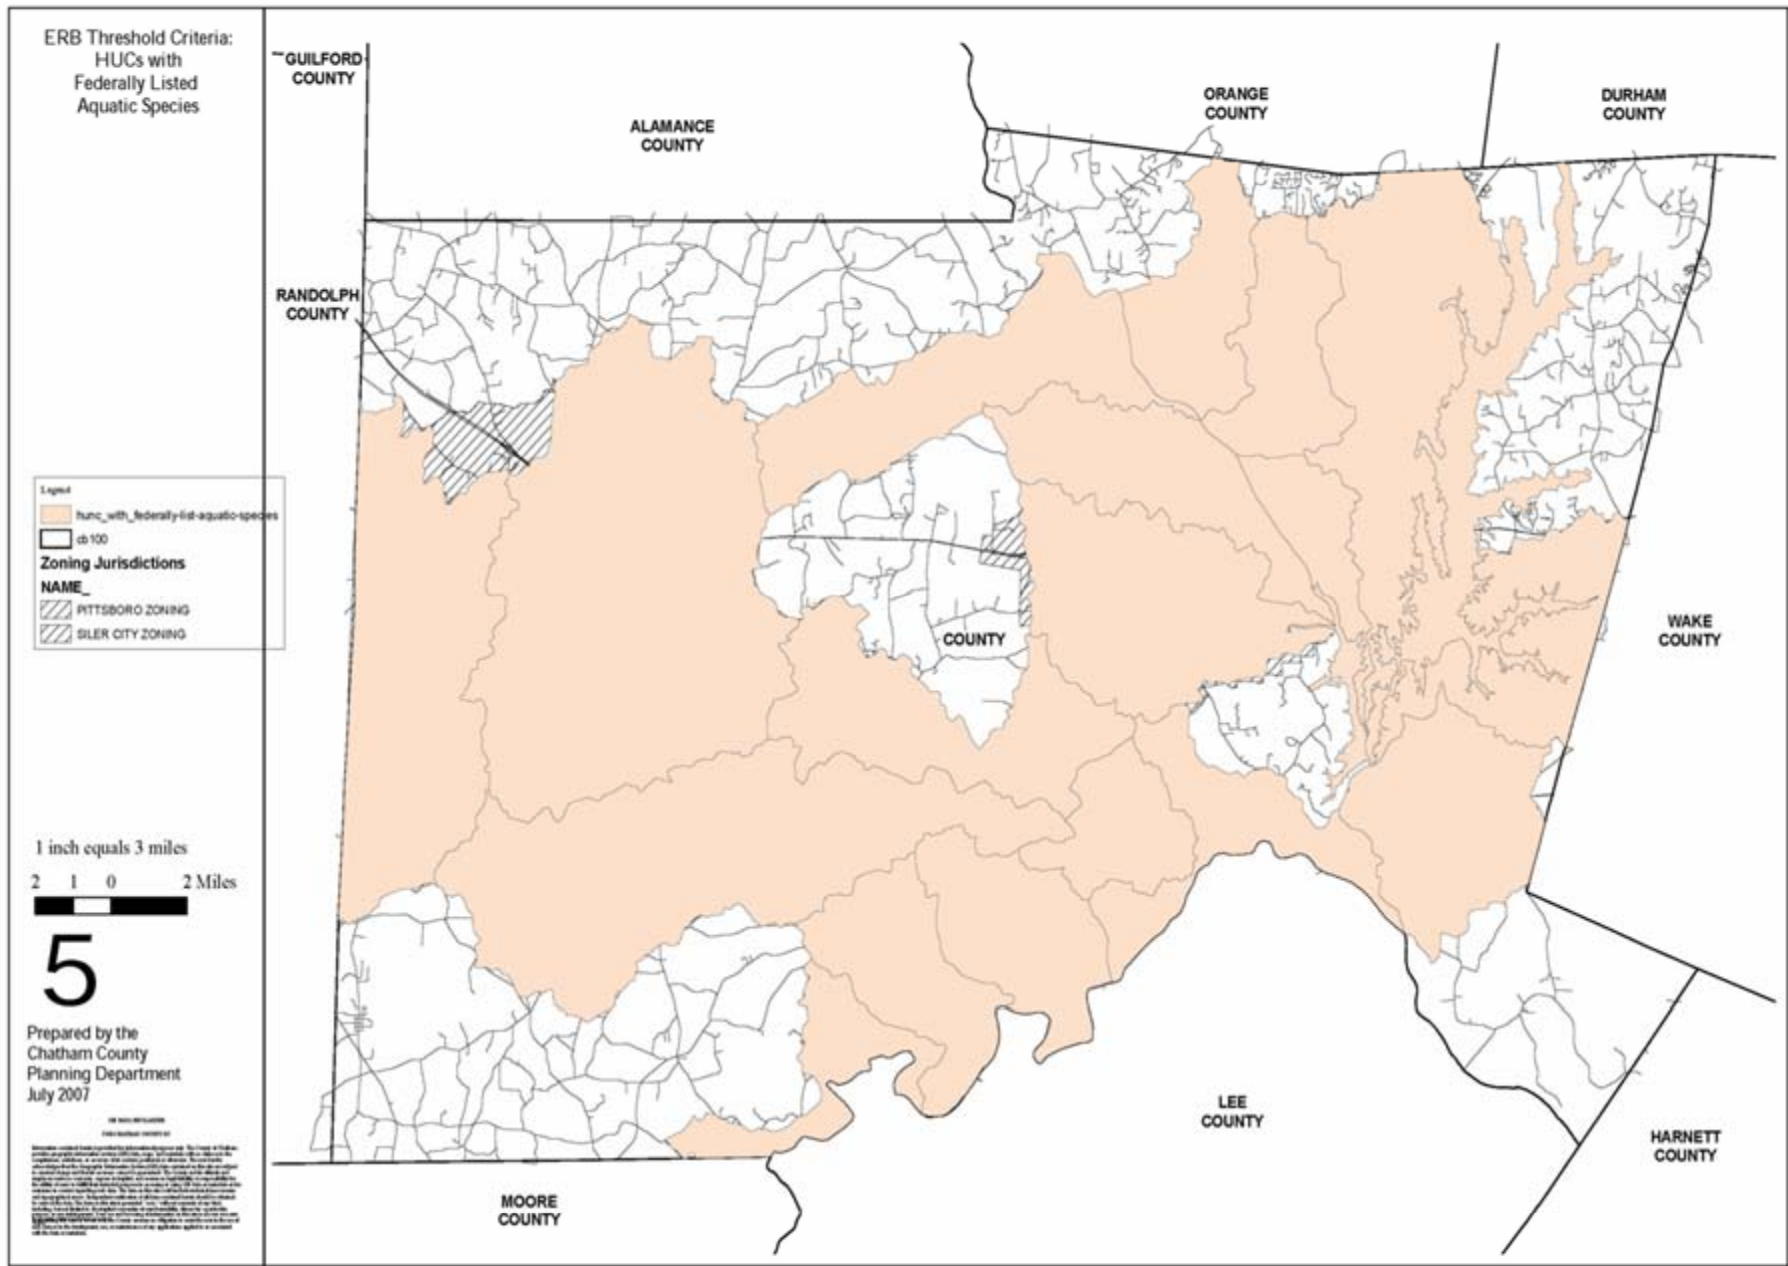 ERB Threshold Criteria:
HUCs with
Federally Listed
Aquatic Species
GUILFORD
COUNTY
ALAMANCE
COUNTY
ORANGE
COUNTY
DURHAM
COUNTY
RANDOLPH
COUNTY
Legend
hunc_with_federally-list-aquatic-species
cb100
Zoning Jurisdictions
NAME_
PITTSBORO ZONING
SILER CITY ZONING
COUNTY
WAKE
COUNTY
1 inch equals 3 miles
2 1 0 2 Miles
5
Prepared by the
Chatham County
Planning Department
July 2007
LEE
COUNTY
HARNETT
COUNTY
MOORE
COUNTY